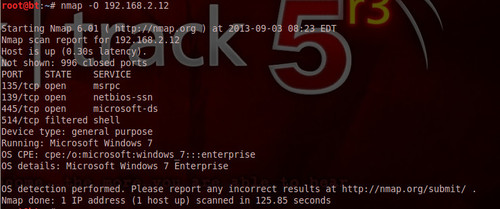 root@bt:~# nmap -O 192.168.2.12
Starting Nmap 6.01 ( http://nmap.org ) at 2013-09-03 08:23 EDT
Nmap scan report for 192.168.2.12
Host is up (0.30s latency).
Not shown: 996 closed ports
PORT STATE SERVICE
135/tcp open msrpc
139/tcp open netbios-ssn
445/tcp open microsoft-ds
514/tcp filtered shell
Device type: general purpose
Running: Microsoft Windows 7
OS CPE: cpe:/o:microsoft:windows_7:::enterprise
OS details: Microsoft Windows 7 Enterprise
OS detection performed. Please report any incorrect results at http://nmap.org/submit/ .
Nmap done: 1 IP address (1 host up) scanned in 125.85 seconds
track 5 r3